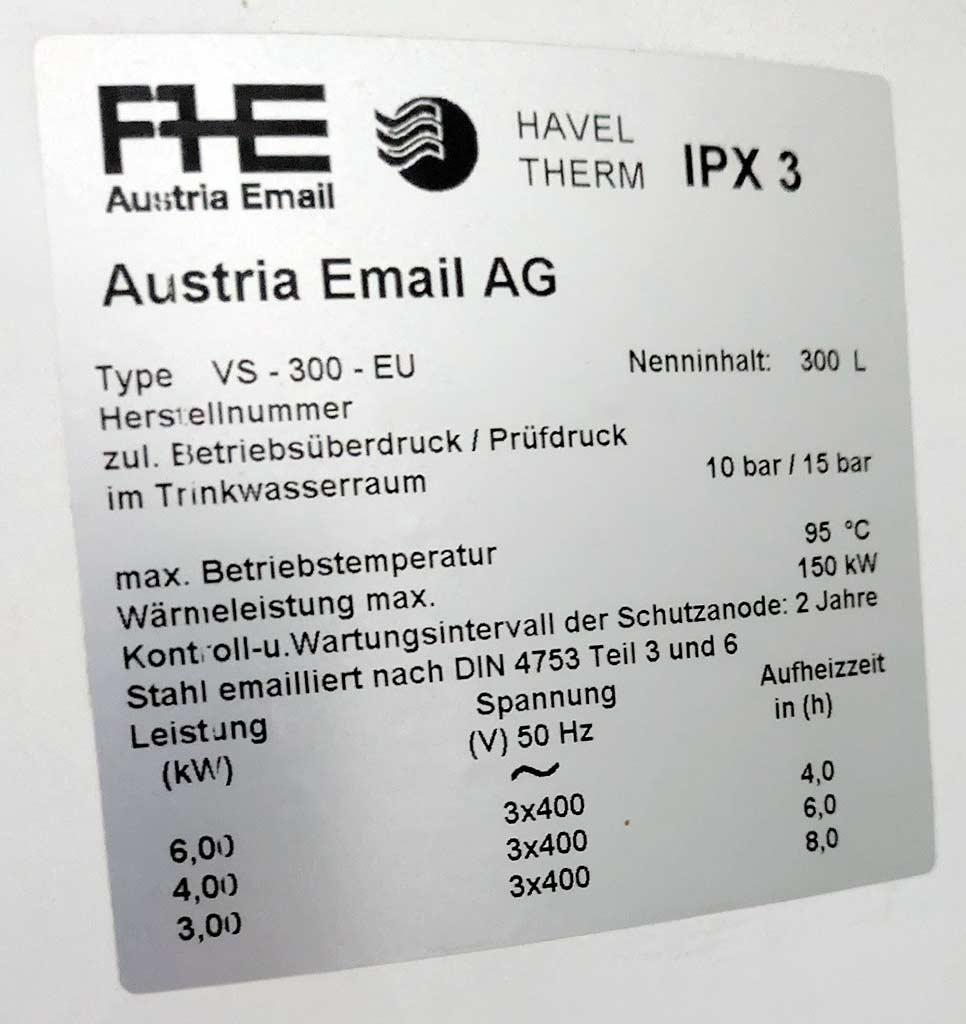 Austria Email
HAVEL
THERM
IPX 3
Austria Email AG
Type VS - 300 - EU Nenninhalt: 300 L
Herstellnummer
zul. Betriebsüberdruck / Prüfdruck
im Trinkwasserraum 10 bar / 15 bar
max. Betriebstemperatur 95 °C
Wärmeleistung max. 150 kW
Kontroll-u.Wartungsintervall der Schutzanode: 2 Jahre
Stahl emailliert nach DIN 4753 Teil 3 und 6
Leistung Spannung Aufheizzeit
(kW) (V) 50 Hz in (h)
~
6,00 3x400 4,0
4,00 3x400 6,0
3,00 3x400 8,0